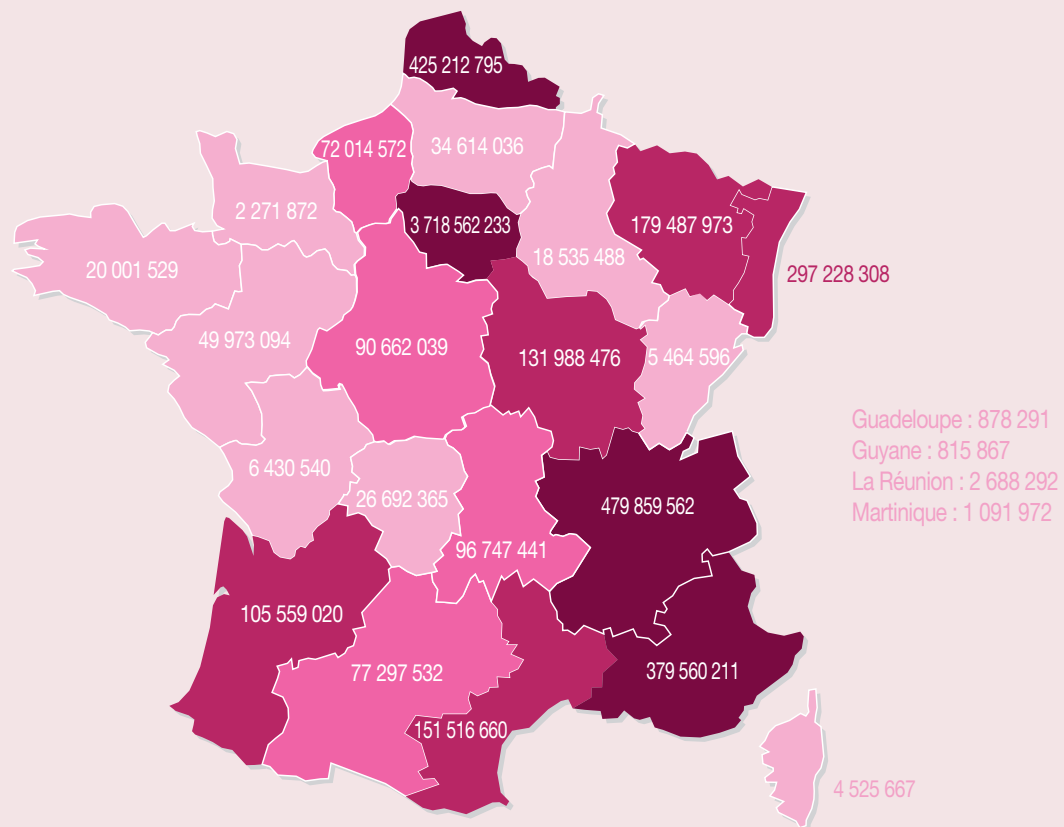 425 212 795
72 014 572
34 614 036
2 271 872
3 718 562 233
179 487 973
18 535 488
20 001 529
297 228 308
49 973 094
90 662 039
131 988 476
5 464 596
Guadeloupe : 878 291
Guyane : 815 867
La Réunion : 2 688 292
Martinique : 1 091 972
6 430 540
26 692 365
479 859 562
96 747 441
105 559 020
77 297 532
379 560 211
151 516 660
4 525 667